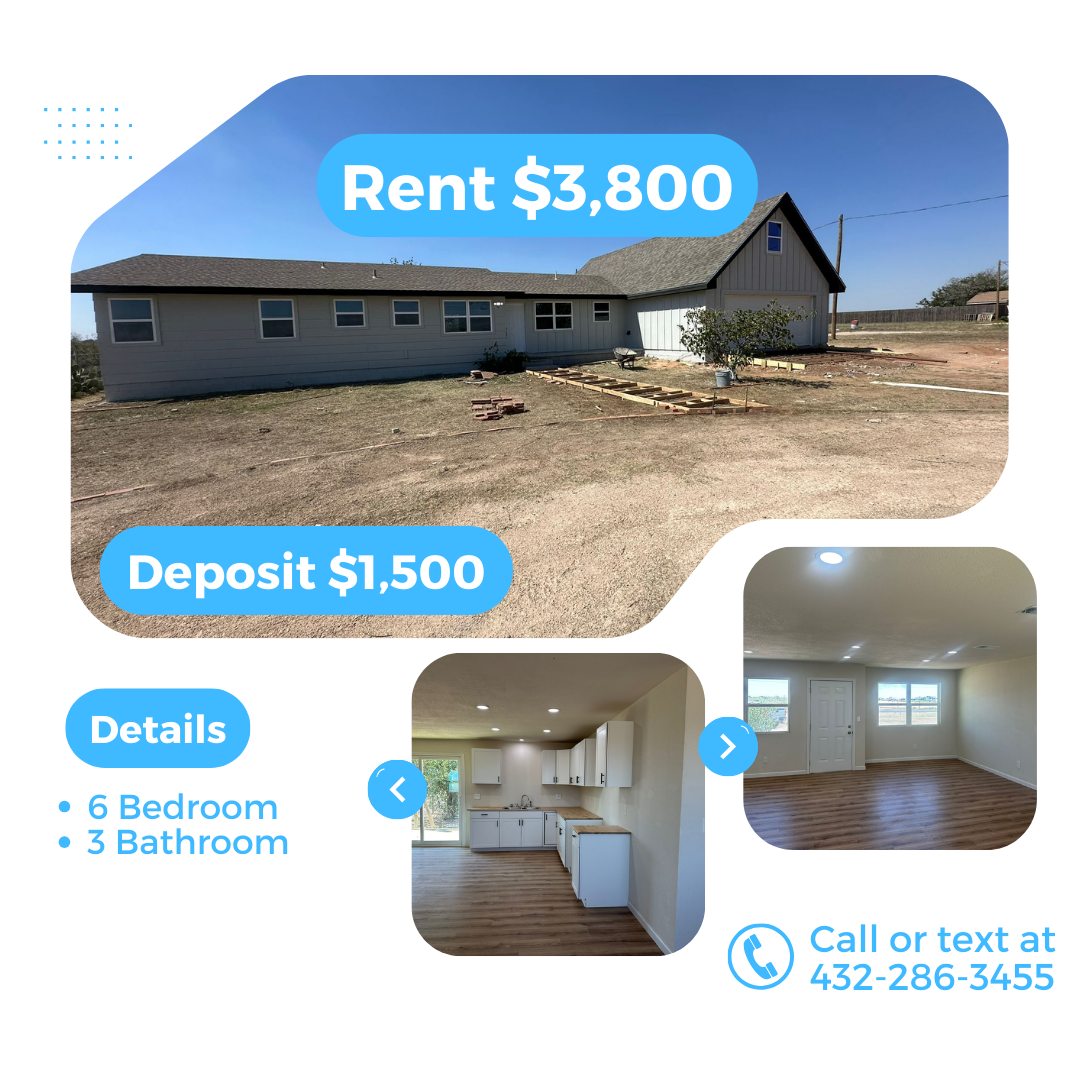 Rent $3,800
Deposit $1,500
Details
6 Bedroom
3 Bathroom
Call or text at
432-286-3455